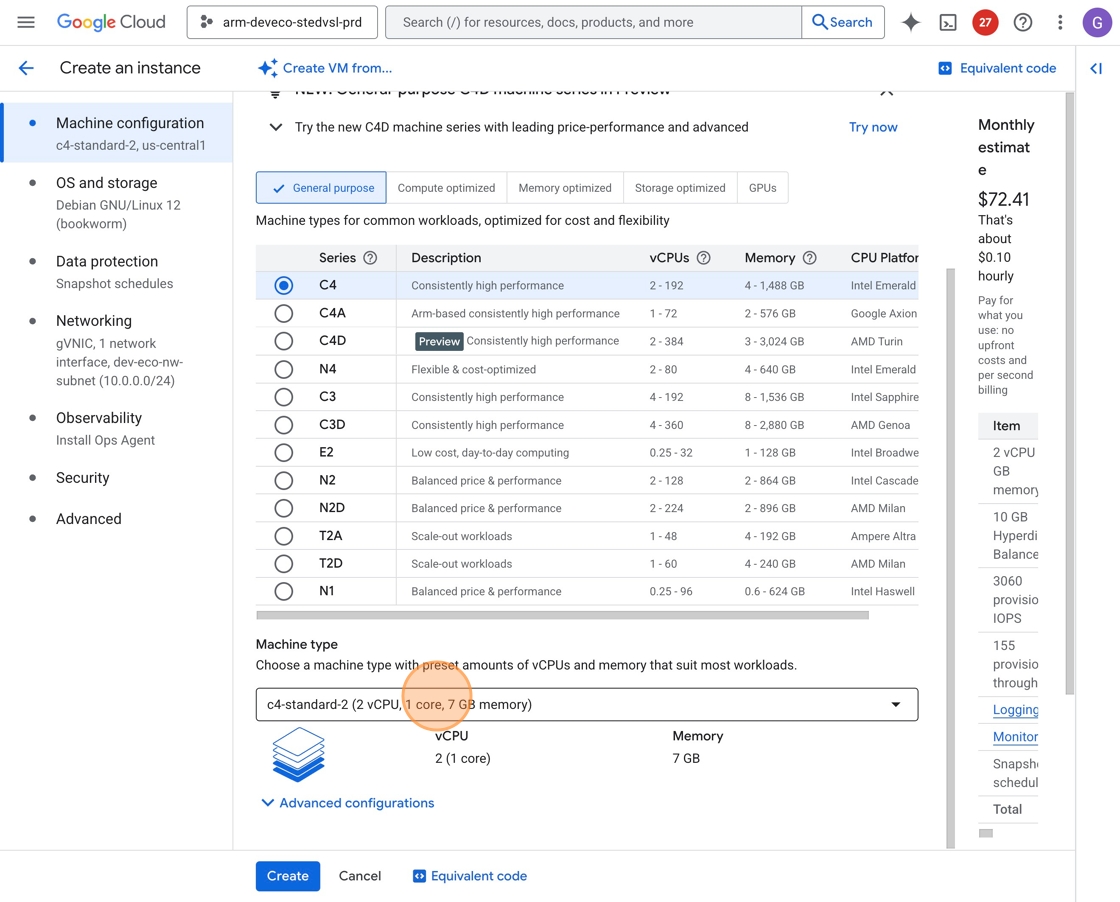 Google Cloud
arm-deveco-stedvsl-prd
Search (/) for resources, docs, products, and more
Search
27
G
Create an instance
Create VM from...
Equivalent code
Machine configuration
c4-standard-2, us-central1
OS and storage
Debian GNU/Linux 12
(bookworm)
Data protection
Snapshot schedules
Networking
gVNIC, 1 network
interface, dev-eco-nw-
subnet (10.0.0.0/24)
Observability
Install Ops Agent
Security
Advanced
NEW: General purpose C4D machine series in Preview
Try the new C4D machine series with leading price-performance and advanced
Try now
General purpose
Compute optimized
Memory optimized
Storage optimized
GPUs
Machine types for common workloads, optimized for cost and flexibility
Series Description vCPUs Memory CPU Platfor
C4 Consistently high performance 2 - 192 4 - 1,488 GB Intel Emerald
C4A Arm-based consistently high performance 1 - 72 2 - 576 GB Google Axion
C4D Preview Consistently high performance 2 - 384 3 - 3,024 GB AMD Turin
N4 Flexible & cost-optimized 2 - 80 4 - 640 GB Intel Emerald
C3 Consistently high performance 4 - 192 8 - 1,536 GB Intel Sapphire
C3D Consistently high performance 4 - 360 8 - 2,880 GB AMD Genoa
E2 Low cost, day-to-day computing 0.25 - 32 1 - 128 GB Intel Broadwe
N2 Balanced price & performance 2 - 128 2 - 864 GB Intel Cascade
N2D Balanced price & performance 2 - 224 2 - 896 GB AMD Milan
T2A Scale-out workloads 1 - 48 4 - 192 GB Ampere Altra
T2D Scale-out workloads 1 - 60 4 - 240 GB AMD Milan
N1 Balanced price & performance 0.25 - 96 0.6 - 624 GB Intel Haswell
Machine type
Choose a machine type with preset amounts of vCPUs and memory that suit most workloads.
c4-standard-2 (2 vCPU, 1 core, 7 GB memory)
vCPU Memory
2 (1 core) 7 GB
Advanced configurations
Create
Cancel
Equivalent code
Monthly
estimat
e
$72.41
That's
about
$0.10
hourly
Pay for
what you
use: no
upfront
costs and
per second
billing
Item
2 vCPU
GB
memory
10 GB
Hyperdi
Balance
3060
provisio
IOPS
155
provisio
through
Logging
Monitor
Snapsh
schedul
Total